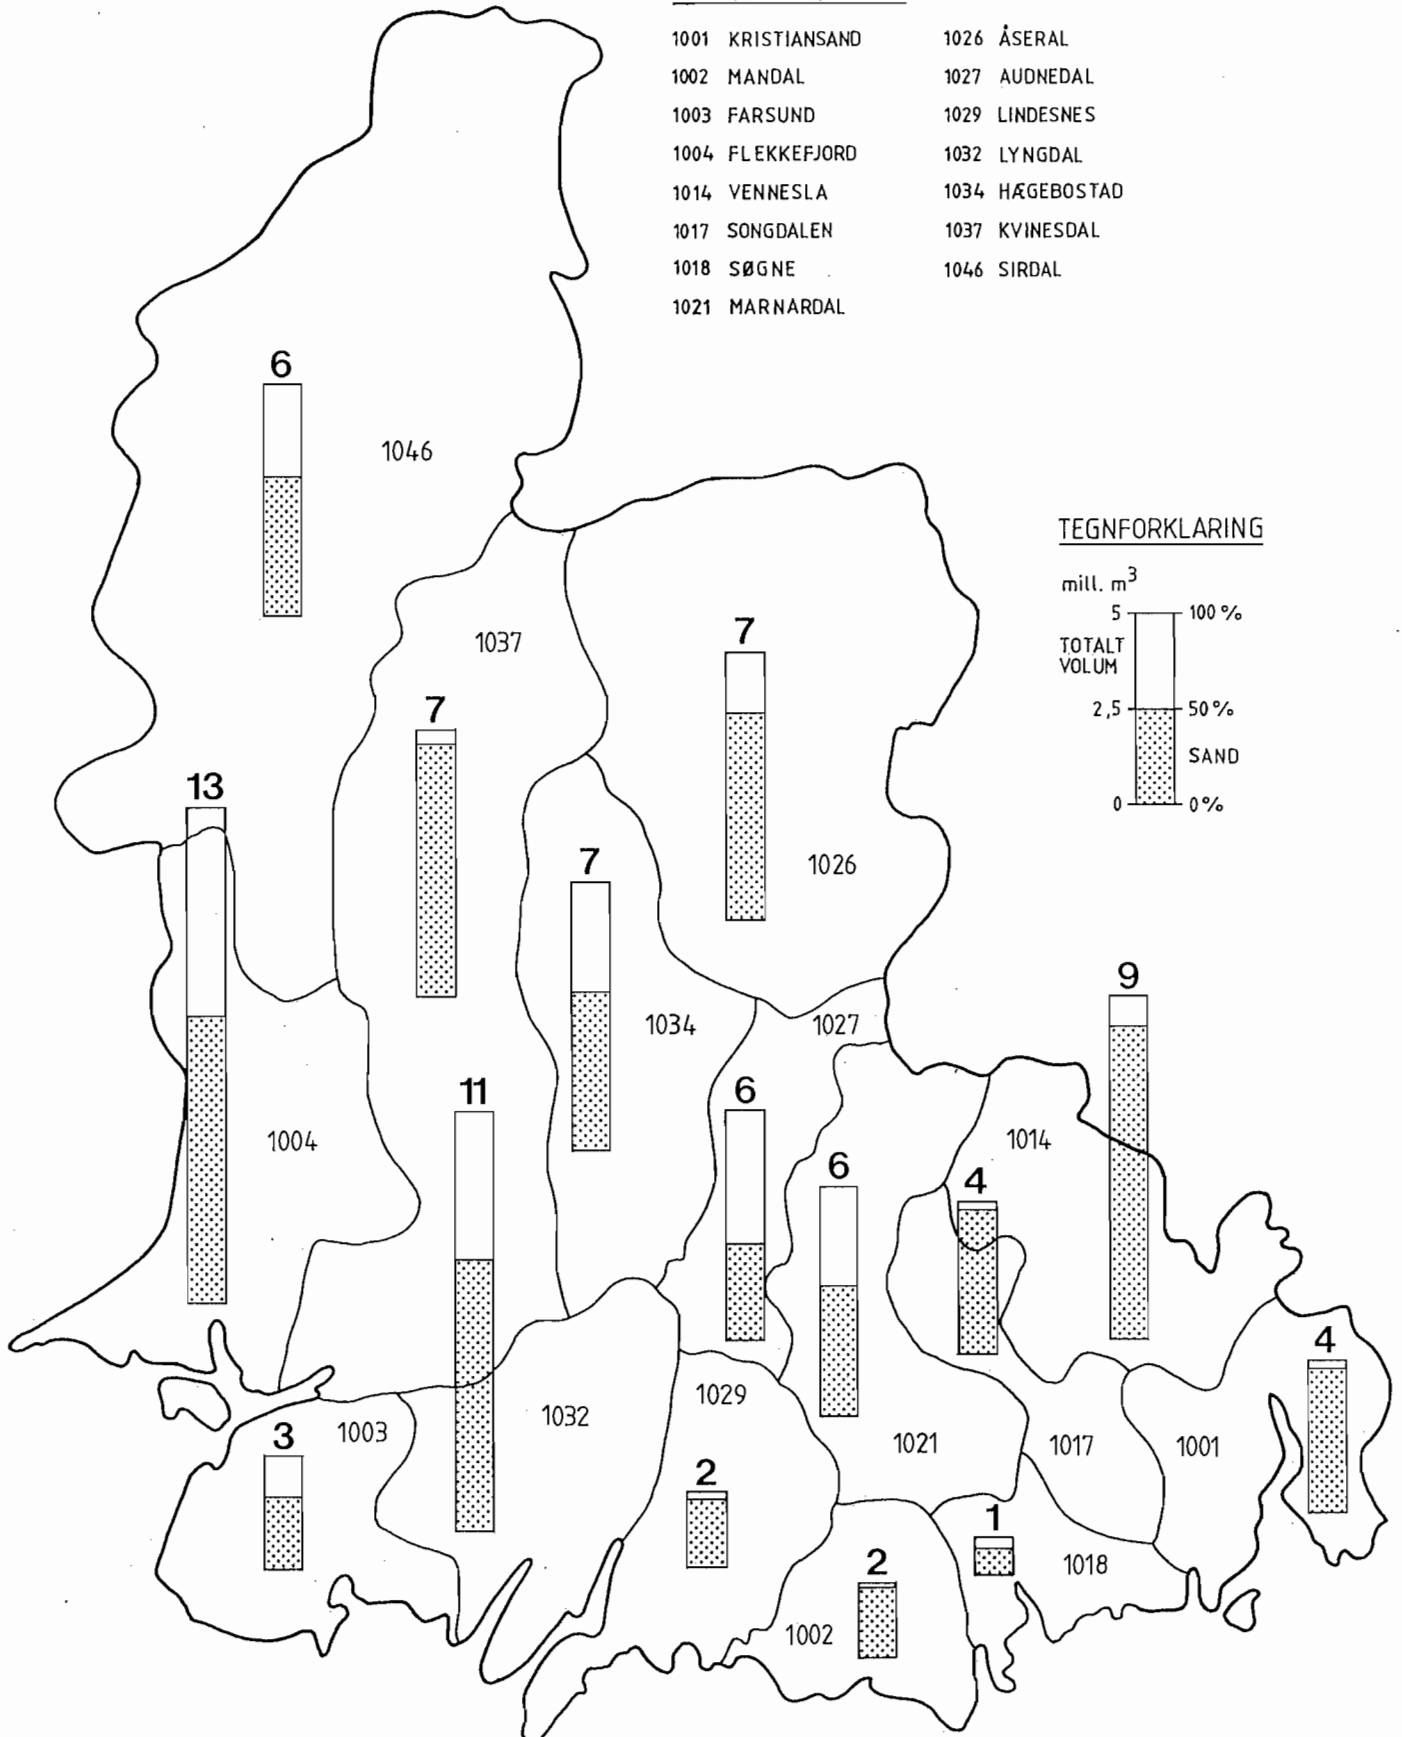 1001 KRISTIANSAND
1002 MANDAL
1003 FARSUND
1004 FLEKKEFJORD
1014 VENNESLA
1017 SONGDALEN
1018 SØGNE
1021 MARNARDAL
1026 ÅSERAL
1027 AUDNEDAL
1029 LINDESNES
1032 LYNGDAL
1034 HÆGEBOSTAD
1037 KVINESDAL
1046 SIRDAL
6
1046
TEGNFORKLARING
mill. m³
5 100 %
TOTALT
VOLUM
2,5 50 %
SAND
0 0 %
1037
7
7
13
7
1026
9
1034
1027
11
6
1004
1014
6
4
4
1029
1032
1003
3
1021
1017
1001
2
1
2
1018
1002